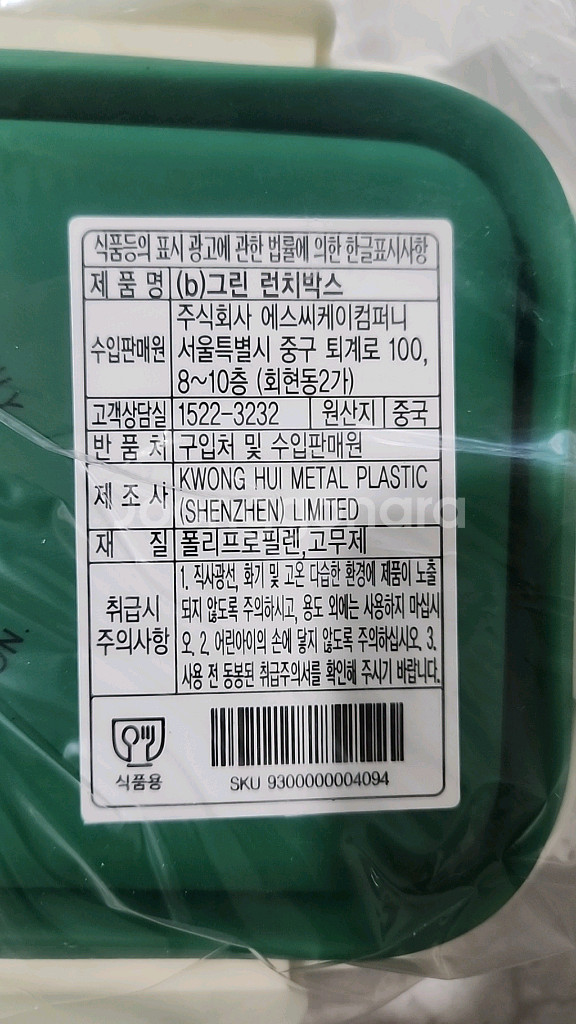 식품등의 표시 광고에 관한 법률에 의한 한글표시사항
제 품 명 (b)그린 런치박스
수입판매원 주식회사 에스씨케이컴퍼니
서울특별시 중구 퇴계로 100,
8~10층 (회현동2가)
고객상담실 1522-3232 원산지 중국
반 품 처 구입처 및 수입판매원
제 조 사 KWONG HUI METAL PLASTIC
(SHENZHEN) LIMITED
재 질 폴리프로필렌,고무제
취급시 주의사항
1. 직사광선, 화기 및 고온 다습한 환경에 제품이 노출
되지 않도록 주의하시고, 용도 외에는 사용하지 마십시
오. 2. 어린아이의 손에 닿지 않도록 주의하십시오. 3.
사용 전 동봉된 취급주의서를 확인해 주시기 바랍니다.
식품용
SKU 9300000004094